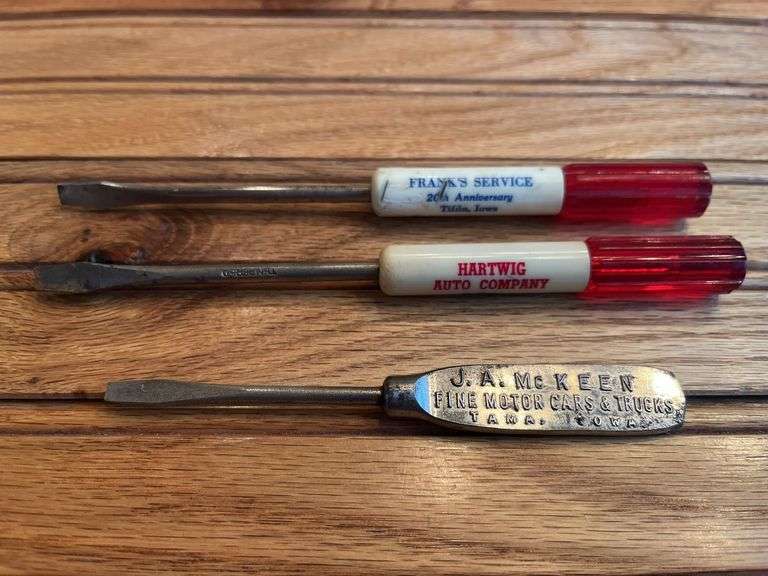 FRANK'S SERVICE
20th Anniversary
Tiffin, Iowa
HARTWIG
AUTO COMPANY
J. A. MCKEEN
FINE MOTOR CARS & TRUCKS
TAMA, IOWA